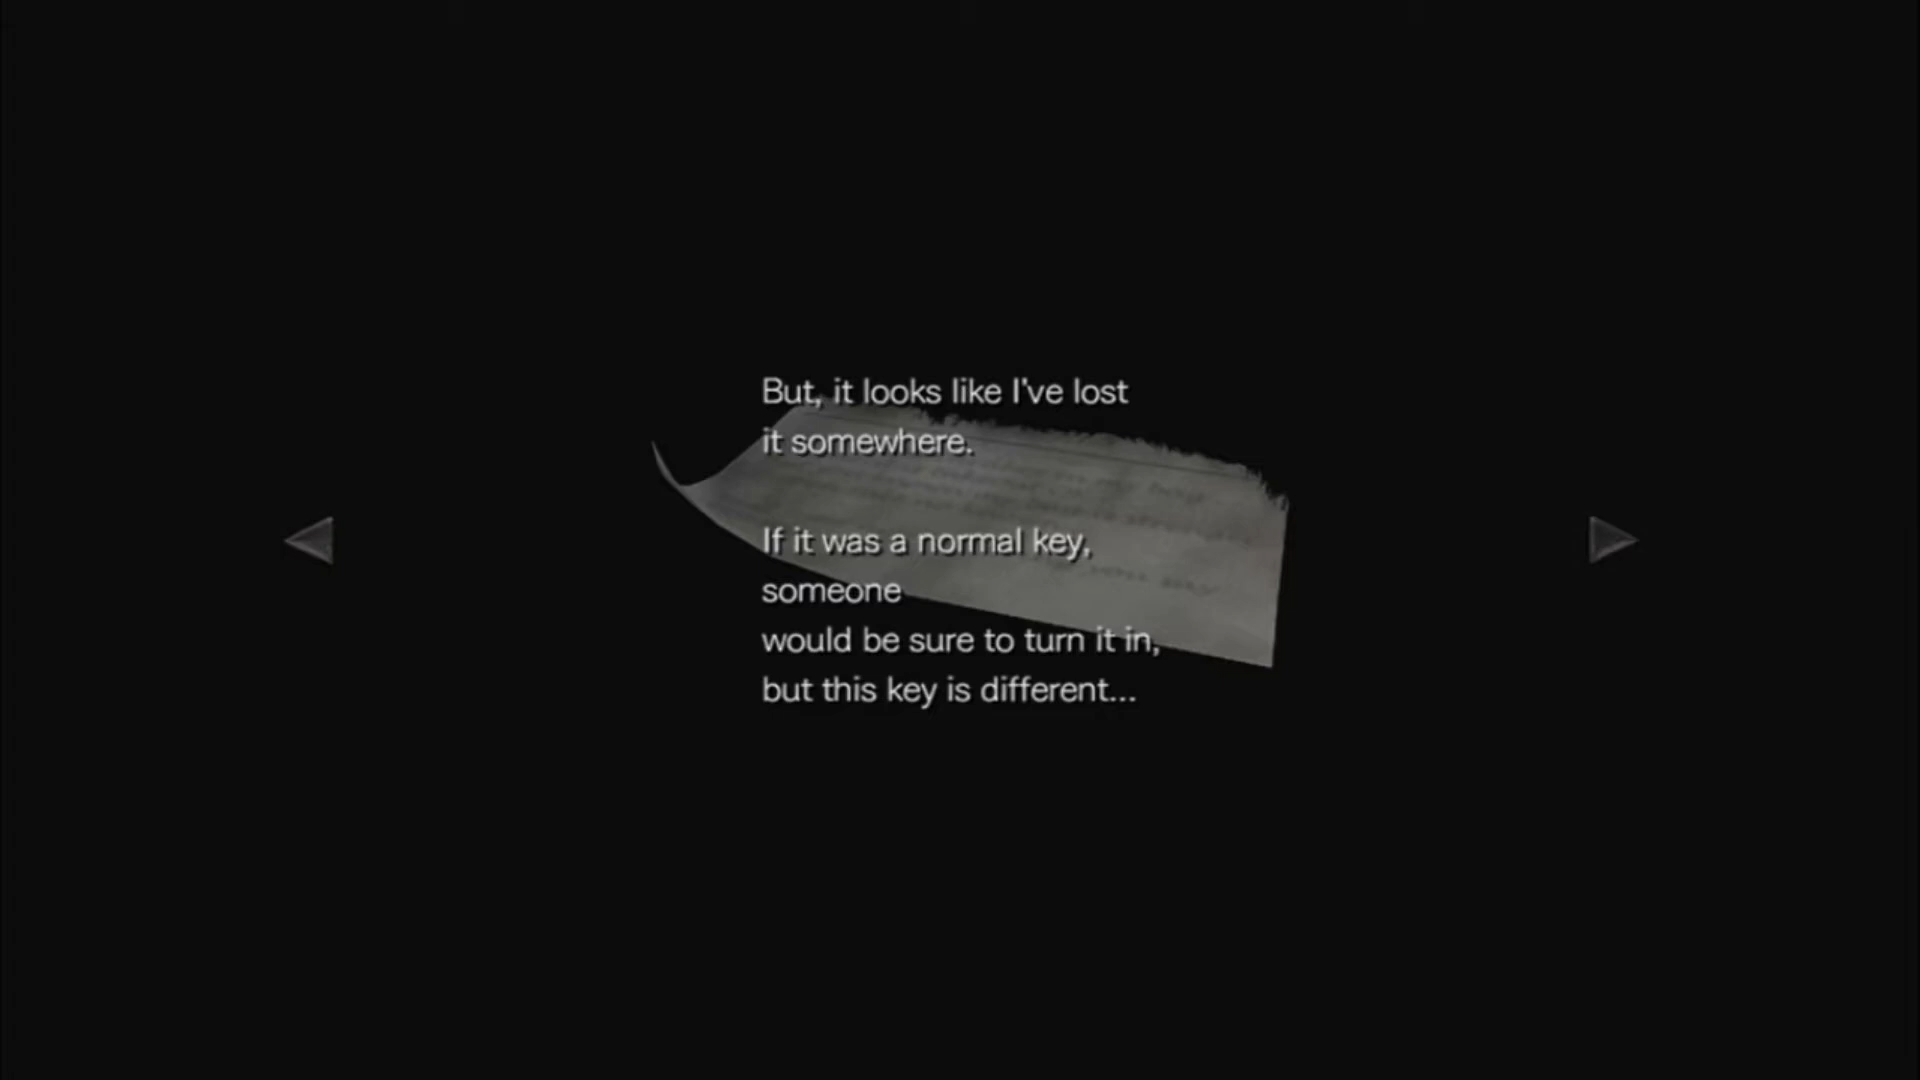 But, it looks like I've lost
it somewhere.
If it was a normal key,
someone
would be sure to turn it in,
but this key is different...